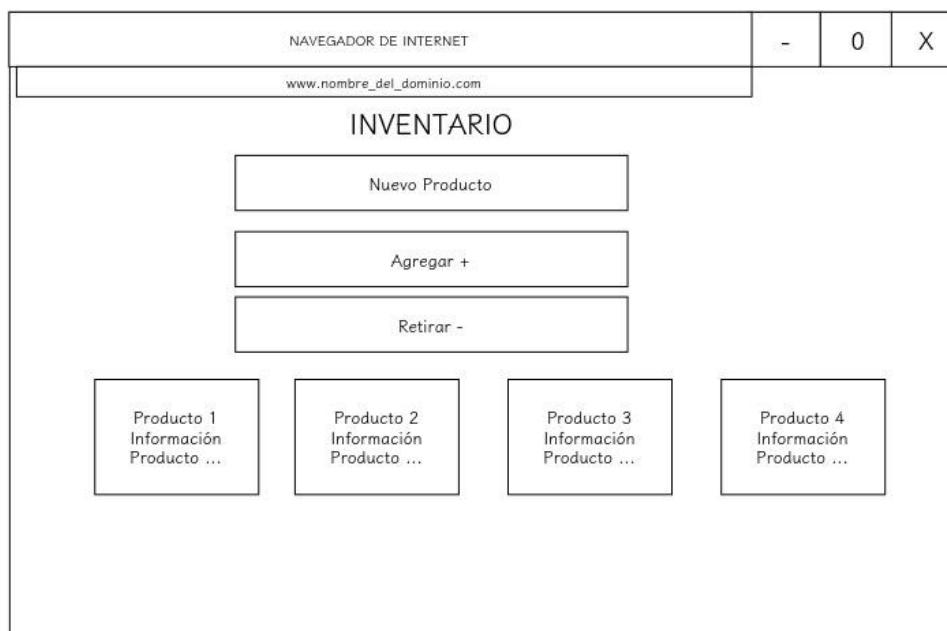 NAVEGADOR DE INTERNET - 0 X
www.nombre_del_dominio.com
INVENTARIO
Nuevo Producto
Agregar +
Retirar -
Producto 1
Información
Producto ...
Producto 2
Información
Producto ...
Producto 3
Información
Producto ...
Producto 4
Información
Producto ...